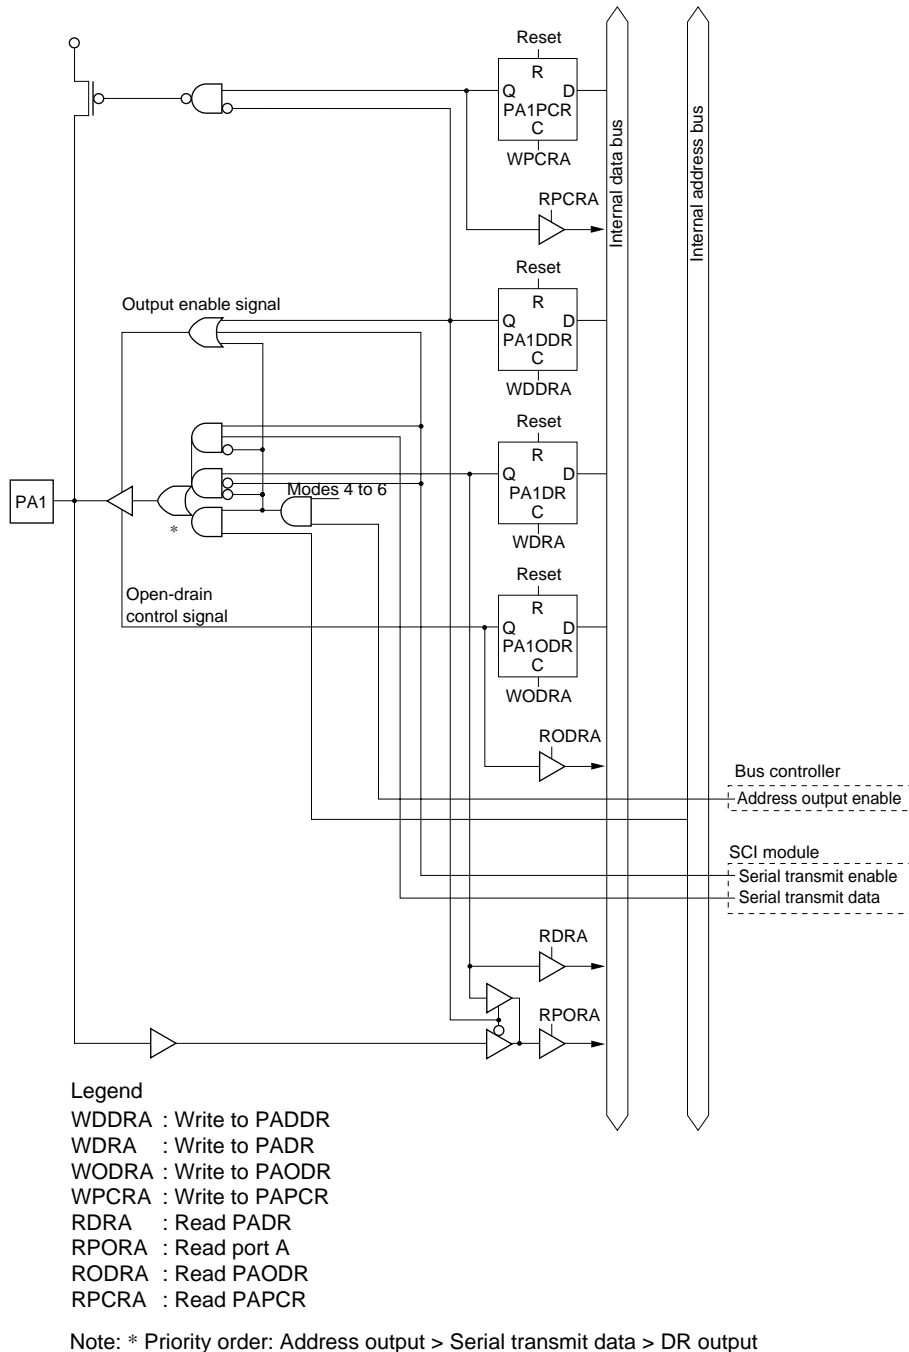 Reset
R
Q D
PA1PCR
C
WPCRA
RPCRA
Internal data bus
Internal address bus
Reset
Output enable signal
R
Q D
PA1DDR
C
WDDRA
Reset
R
Q D
Modes 4 to 6
PA1
PA1DR
C
*
WDRA
Reset
Open-drain
control signal
R
Q D
PA1ODR
C
WODRA
RODRA
Bus controller
Address output enable
SCI module
Serial transmit enable
Serial transmit data
RDRA
RPORA
Legend
WDDRA : Write to PADDR
WDRA : Write to PADR
WODRA : Write to PAODR
WPCRA : Write to PAPCR
RDRA : Read PADR
RPORA : Read port A
RODRA : Read PAODR
RPCRA : Read PAPCR
Note: * Priority order: Address output > Serial transmit data > DR output